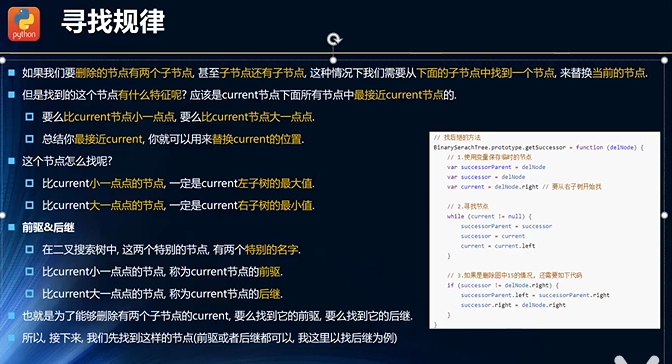 python
寻找规律
如果我们要删除的节点有两个子节点, 甚至子节点还有子节点, 这种情况下我们需要从下面的子节点中找到一个节点, 来替换当前的节点.
但是找到的这个节点有什么特征呢? 应该是current节点下面所有节点中最接近current节点的.
要么比current节点小一点点, 要么比current节点大一点点.
总结你最接近current, 你就可以用来替换current的位置.
这个节点怎么找呢?
比current小一点点的节点, 一定是current左子树的最大值.
比current大一点点的节点, 一定是current右子树的最小值.
前驱&后继
在二叉搜索树中, 这两个特别的节点, 有两个特别的名字.
比current小一点点的节点, 称为current节点的前驱.
比current大一点点的节点, 称为current节点的后继.
也就是为了能够删除有两个子节点的current, 要么找到它的前驱, 要么找到它的后继.
所以, 接下来, 我们先找到这样的节点(前驱或者后继都可以, 我这里以找后继为例)
// 找后继的方法
BinarySerachTree.prototype.getSuccessor = function (delNode) {
// 1.使用变量保存临时的节点
var successorParent = delNode
var successor = delNode
var current = delNode.right // 要从右子树开始找
// 2.寻找节点
while (current != null) {
successorParent = successor
successor = current
current = current.left
}
// 3.如果是删除图中15的情况, 还需要如下代码
if (successor != delNode.right) {
successorParent.left = successorParent.right
successor.right = delNode.right
}
}